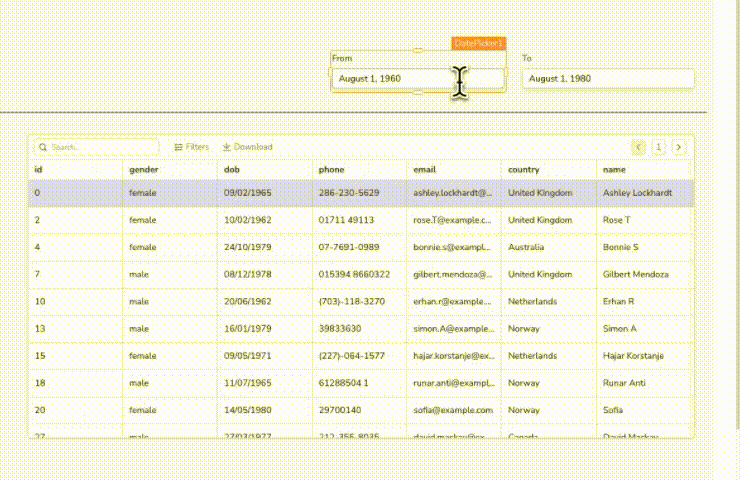 DatePicker1
From To
August 1, 1960 August 1, 1980
Search... Filters Download 1
id gender dob phone email country name
0 female 09/02/1965 286-230-5629 ashley.lockhardt@... United Kingdom Ashley Lockhardt
2 female 10/02/1962 01711 49113 rose.T@example.c... United Kingdom Rose T
4 female 24/10/1979 07-7691-0989 bonnie.s@exampl... Australia Bonnie S
7 male 08/12/1978 015394 8660322 gilbert.mendoza@... United Kingdom Gilbert Mendoza
10 male 20/06/1962 (703)-118-3270 erhan.r@example.... Netherlands Erhan R
13 male 16/01/1979 39833630 simon.A@example... Norway Simon A
15 female 09/05/1971 (227)-064-1577 hajar.korstanje@ex... Netherlands Hajar Korstanje
18 male 11/07/1965 61288504 1 runar.anti@exampl... Norway Runar Anti
20 female 14/05/1980 29700140 sofia@example.com Norway Sofia
27 male 27/03/1977 212-355-8035 david.mackay@ex... Canada David Mackay